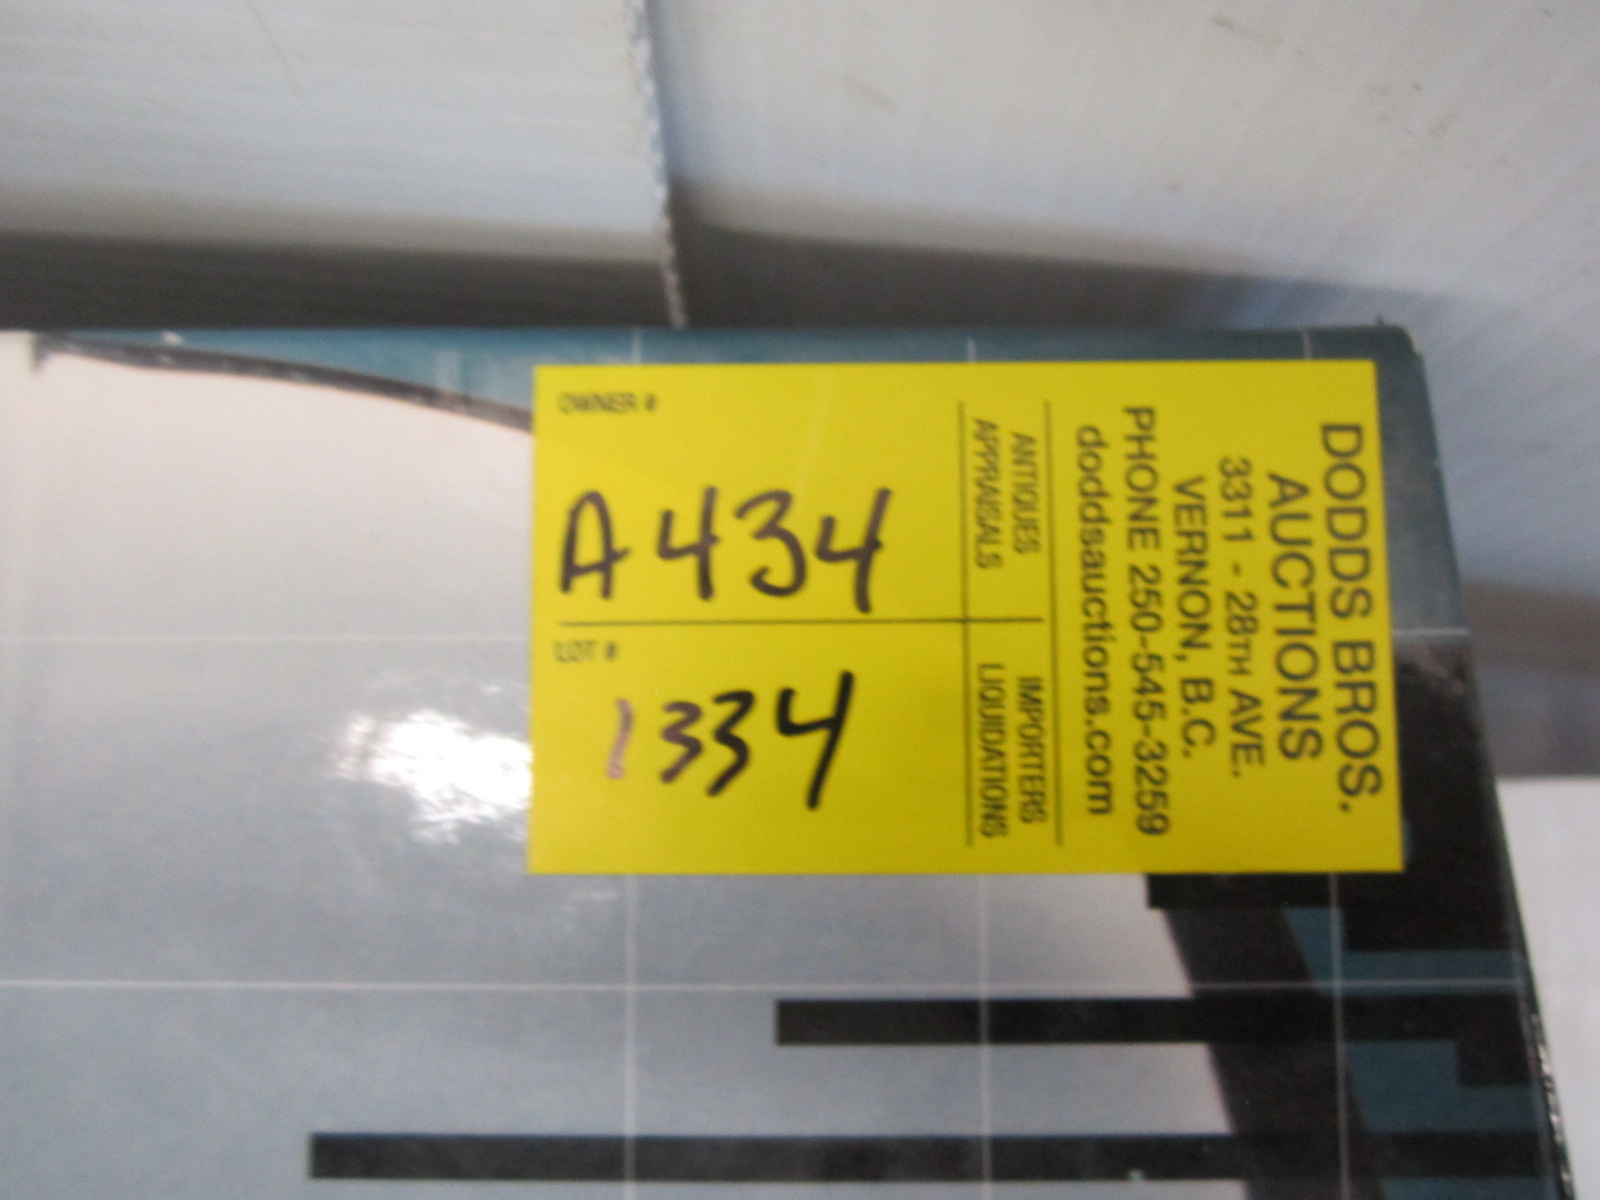 DODDS BROS.
AUCTIONS
3311 - 28TH AVE.
VERNON, B.C.
PHONE 250-545-3259
doddsauctions.com
ANTIQUES
APPRAISALS
IMPORTERS
LIQUIDATIONS
OWNER #
A434
LOT #
1334